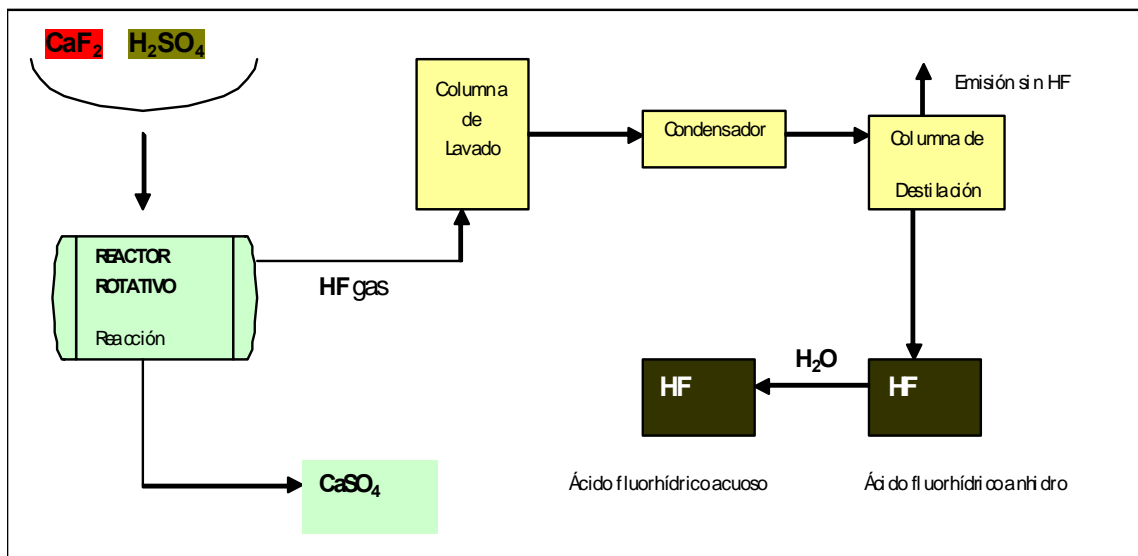 CaF₂ H₂SO₄
REACTOR
ROTATIVO
Reacción
HF gas
CaSO₄
Columna
de
Lavado
Condensador
Emisión sin HF
Columna de
Destilación
H₂O
HF
HF
Ácido fluorhídrico acuoso
Ácido fluorhídrico anhidro